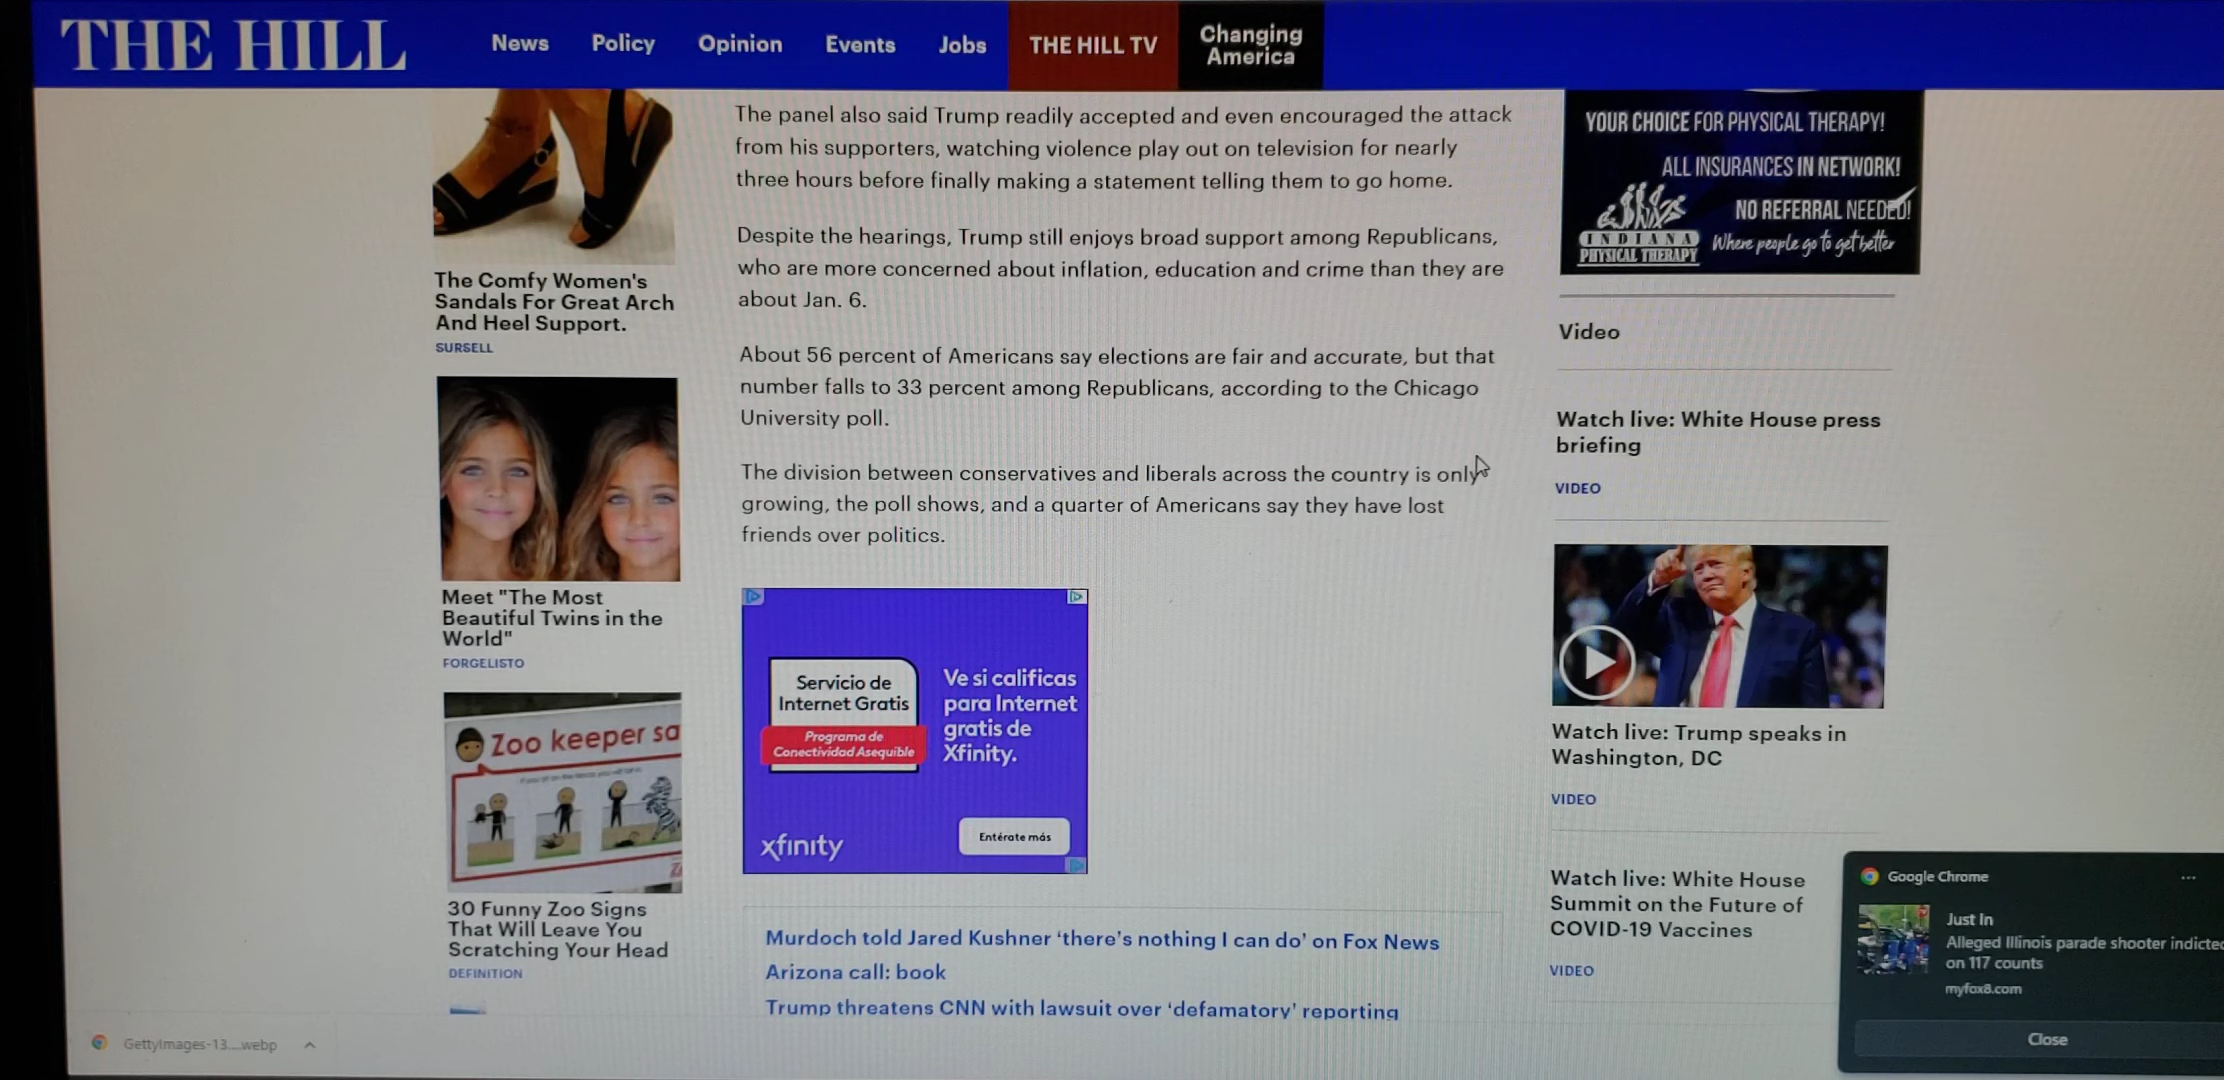 THE HILL
News
Policy
Opinion
Events
Jobs
THE HILL TV
Changing
America
The Comfy Women's
Sandals For Great Arch
And Heel Support.
SURSELL
Meet "The Most
Beautiful Twins in the
World"
FORGELISTO
Zoo keeper sa
30 Funny Zoo Signs
That Will Leave You
Scratching Your Head
DEFINITION
The panel also said Trump readily accepted and even encouraged the attack
from his supporters, watching violence play out on television for nearly
three hours before finally making a statement telling them to go home.
Despite the hearings, Trump still enjoys broad support among Republicans,
who are more concerned about inflation, education and crime than they are
about Jan. 6.
About 56 percent of Americans say elections are fair and accurate, but that
number falls to 33 percent among Republicans, according to the Chicago
University poll.
The division between conservatives and liberals across the country is only
growing, the poll shows, and a quarter of Americans say they have lost
friends over politics.
Servicio de
Internet Gratis
Programa de
Conectividad Asequible
Ve si calificas
para Internet
gratis de
Xfinity.
xfinity
Entérate más
Murdoch told Jared Kushner ‘there’s nothing I can do’ on Fox News
Arizona call: book
Trump threatens CNN with lawsuit over ‘defamatory’ reporting
YOUR CHOICE FOR PHYSICAL THERAPY!
ALL INSURANCES IN NETWORK!
NO REFERRAL NEEDED!
INDIANA
PHYSICAL THERAPY
Where people go to get better
Video
Watch live: White House press
briefing
VIDEO
Watch live: Trump speaks in
Washington, DC
VIDEO
Watch live: White House
Summit on the Future of
COVID-19 Vaccines
VIDEO
Google Chrome
Just In
Alleged Illinois parade shooter indicted
on 117 counts
myfox8.com
Close
GettyImages-13....webp